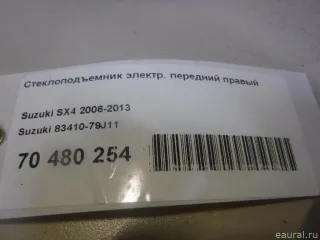 Стеклоподъемник электр. передний правый
Suzuki SX4 2006-2013
Suzuki 83410-79J11
70 480 254
eaural.ru